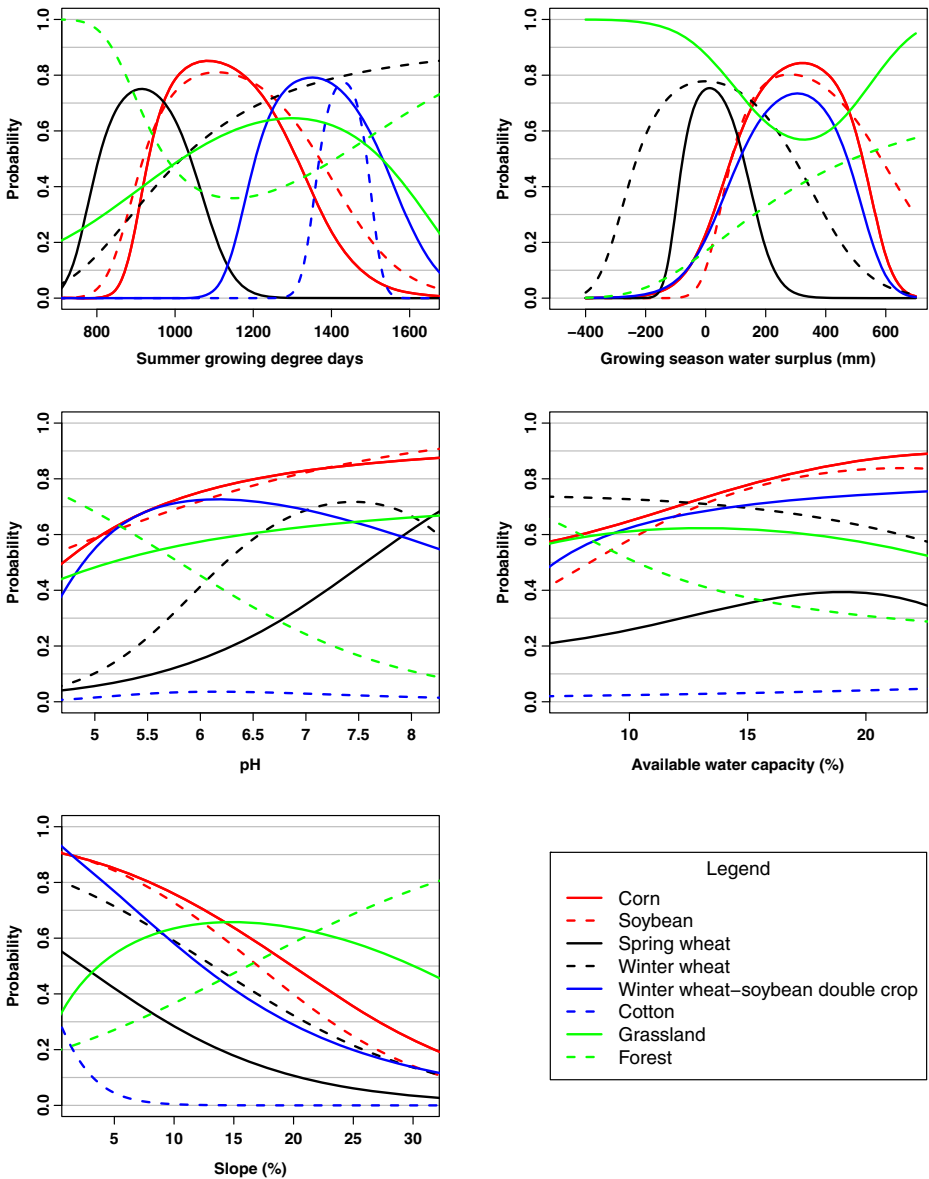 1.0
0.8
0.6
0.4
0.2
0.0
Probability
800 1000 1200 1400 1600
Summer growing degree days
1.0
0.8
0.6
0.4
0.2
0.0
Probability
−400 −200 0 200 400 600
Growing season water surplus (mm)
1.0
0.8
0.6
0.4
0.2
0.0
Probability
5 5.5 6 6.5 7 7.5 8
pH
1.0
0.8
0.6
0.4
0.2
0.0
Probability
10 15 20
Available water capacity (%)
1.0
0.8
0.6
0.4
0.2
0.0
Probability
5 10 15 20 25 30
Slope (%)
Legend
Corn
Soybean
Spring wheat
Winter wheat
Winter wheat−soybean double crop
Cotton
Grassland
Forest